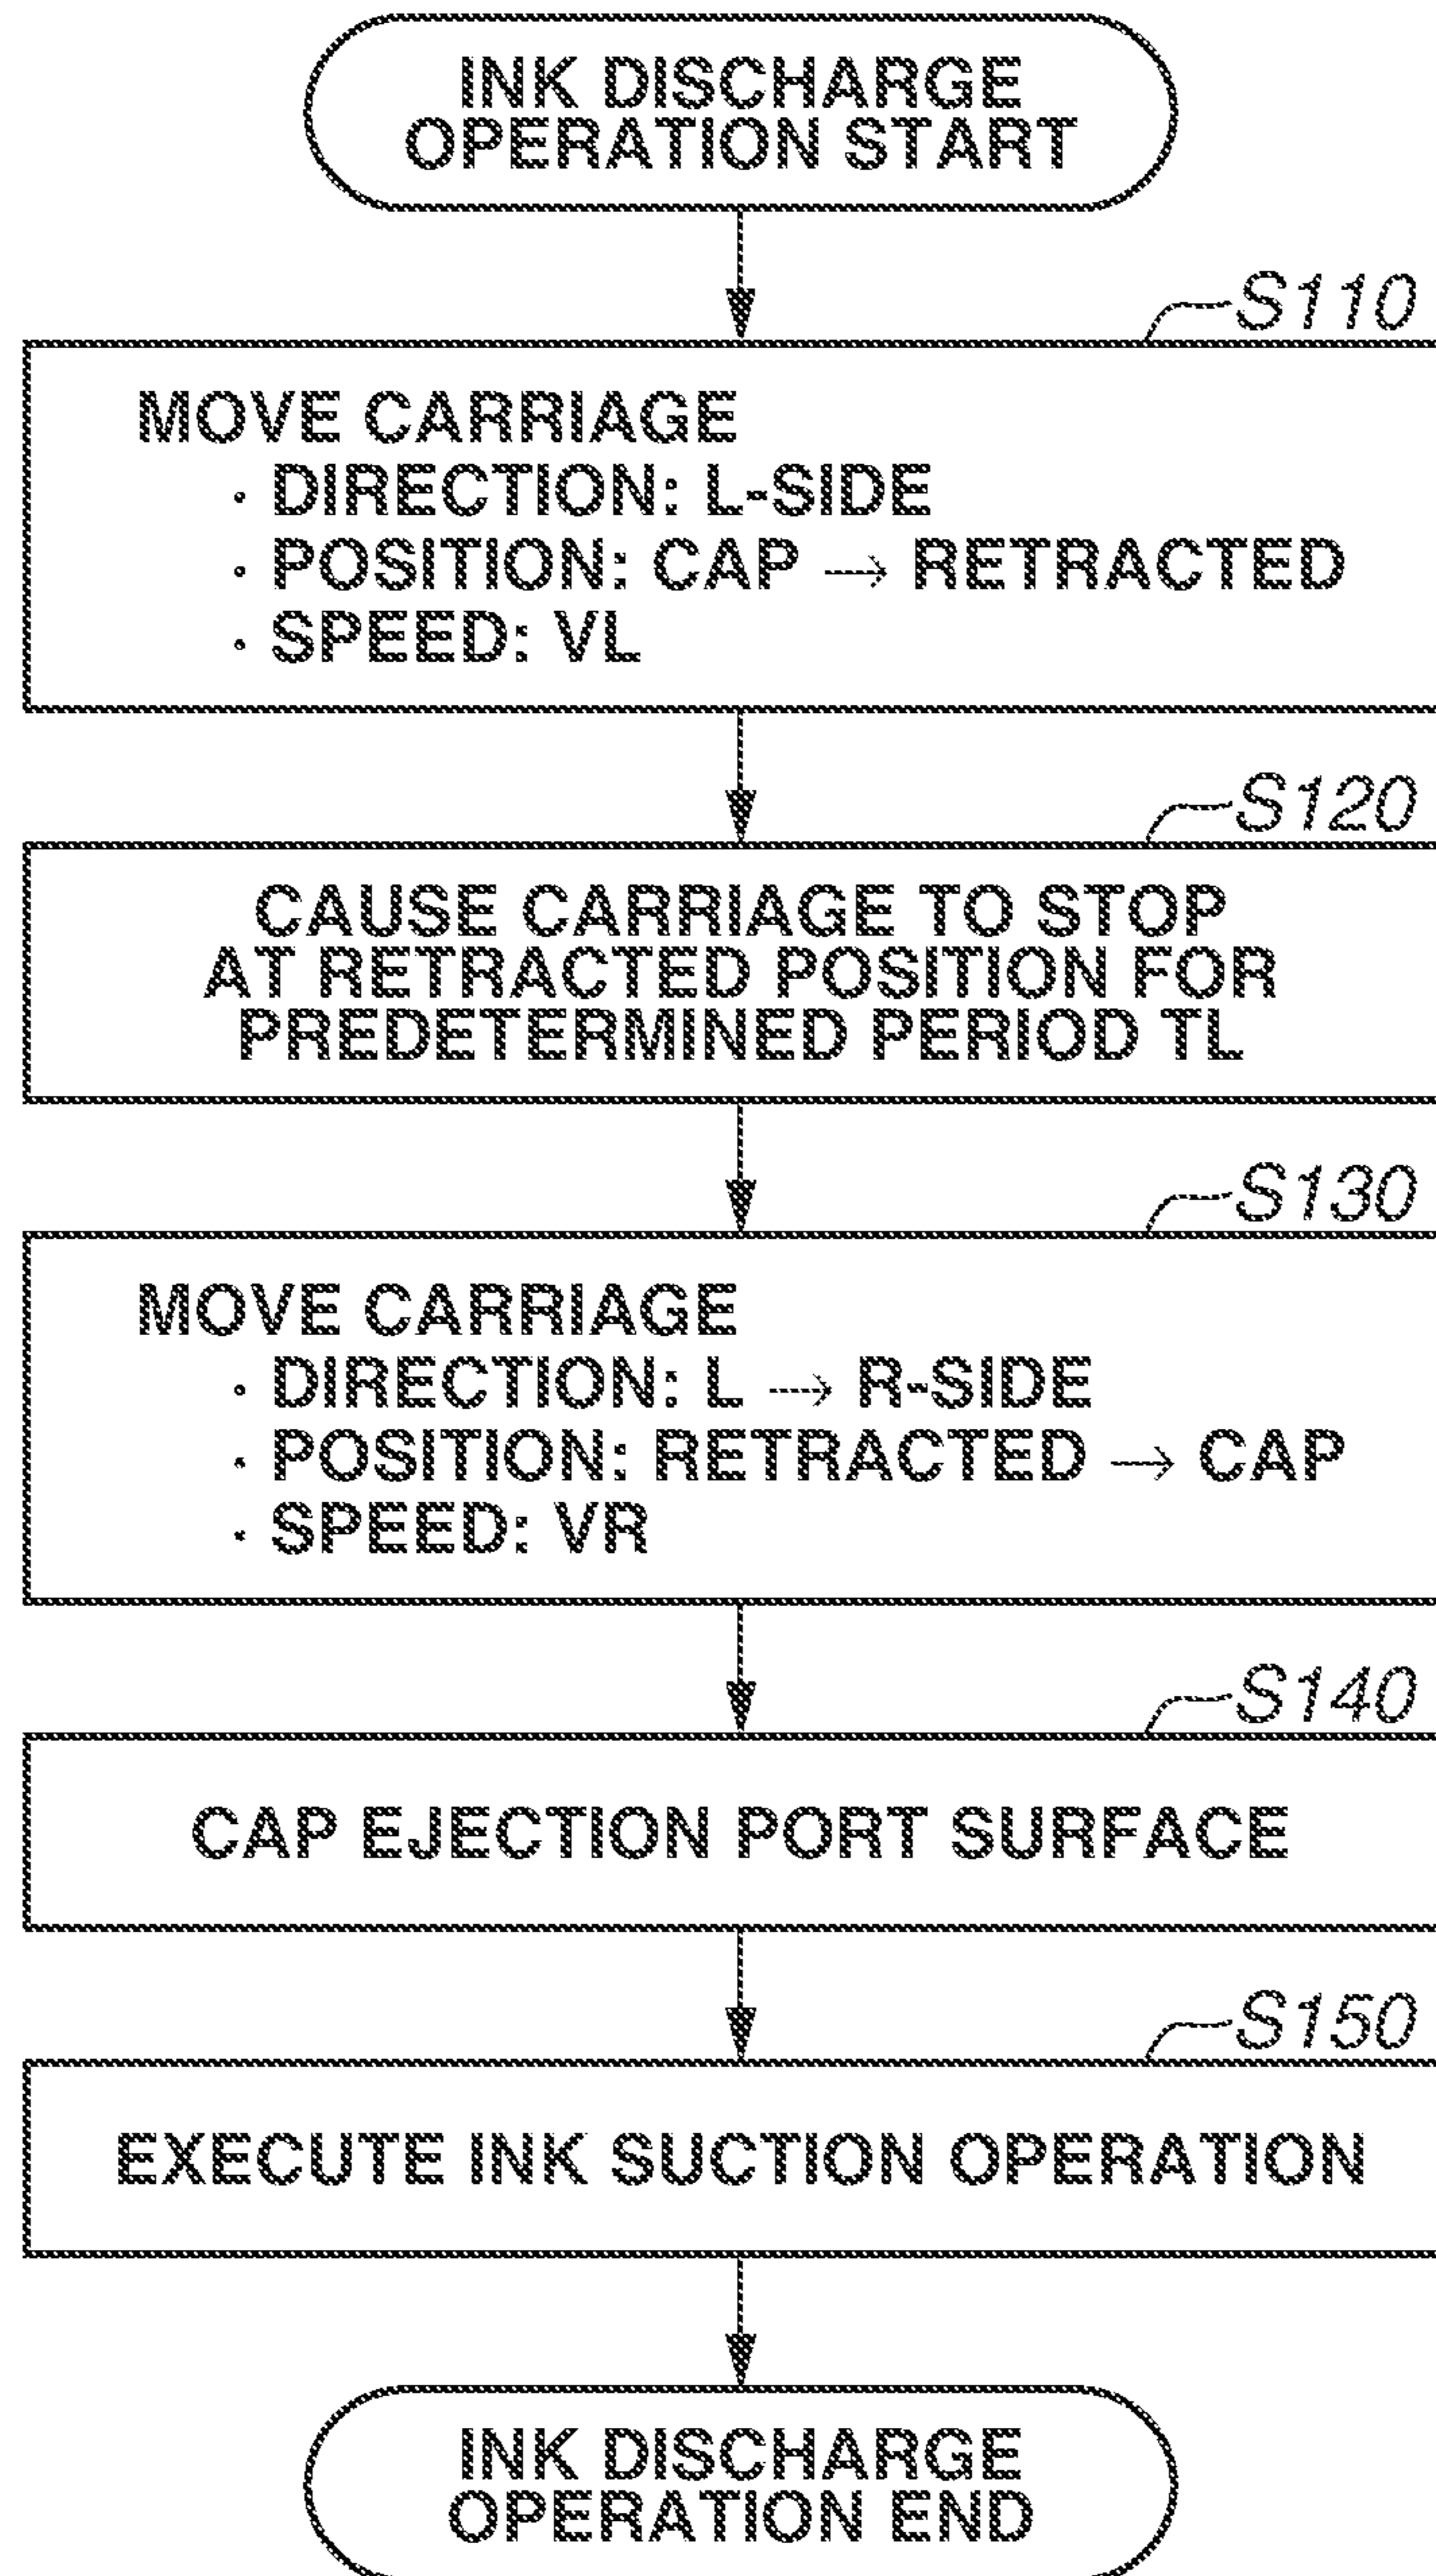 INK DISCHARGE
OPERATION START
S110
MOVE CARRIAGE
· DIRECTION: L-SIDE
· POSITION: CAP → RETRACTED
· SPEED: VL
S120
CAUSE CARRIAGE TO STOP
AT RETRACTED POSITION FOR
PREDETERMINED PERIOD TL
S130
MOVE CARRIAGE
· DIRECTION: L → R-SIDE
· POSITION: RETRACTED → CAP
· SPEED: VR
S140
CAP EJECTION PORT SURFACE
S150
EXECUTE INK SUCTION OPERATION
INK DISCHARGE
OPERATION END